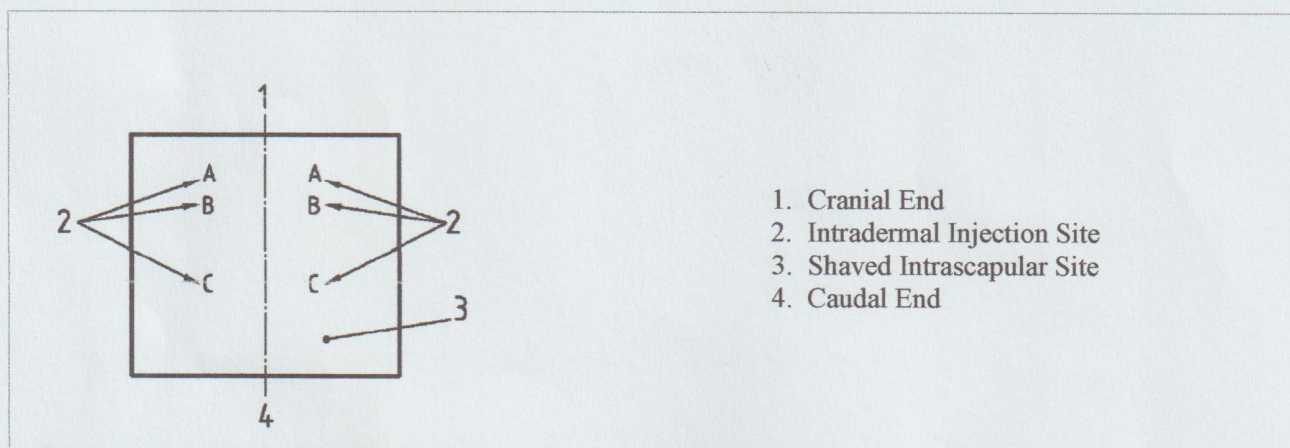 1
A A
B B
2 2
C C
3
4
1. Cranial End
2. Intradermal Injection Site
3. Shaved Intrascapular Site
4. Caudal End